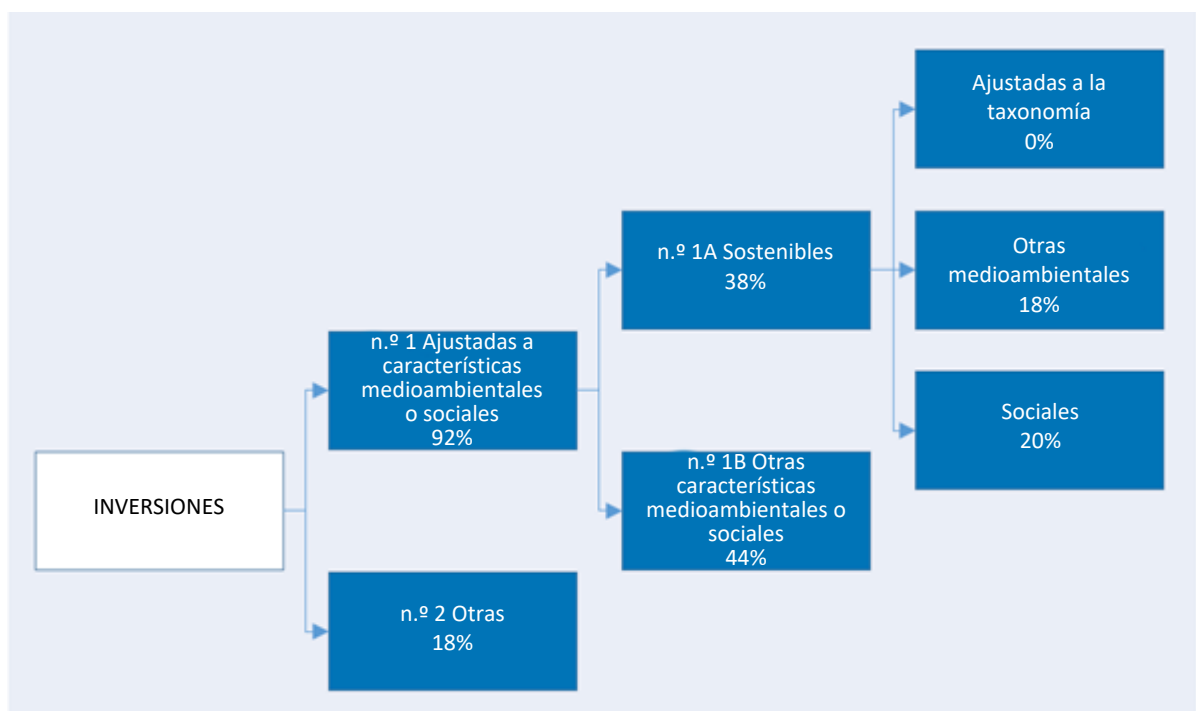 INVERSIONES
n.º 1 Ajustadas a
características
medioambientales
o sociales
92%
n.º 2 Otras
18%
n.º 1A Sostenibles
38%
n.º 1B Otras
características
medioambientales o
sociales
44%
Ajustadas a la
taxonomía
0%
Otras
medioambientales
18%
Sociales
20%